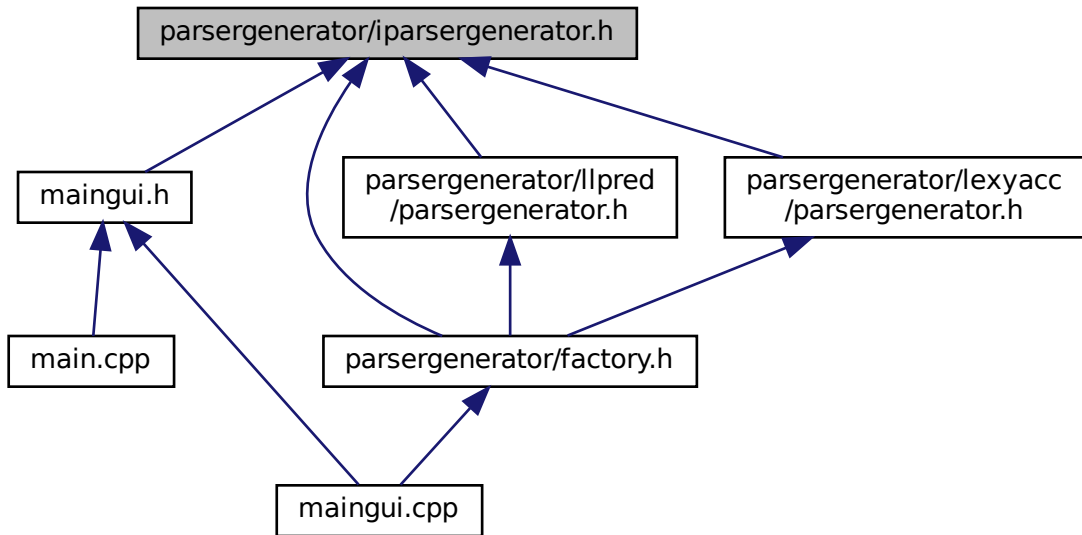 parsergenerator/iparsergenerator.h
maingui.h
parsergenerator/llpred
/parsergenerator.h
parsergenerator/lexyacc
/parsergenerator.h
main.cpp
parsergenerator/factory.h
maingui.cpp